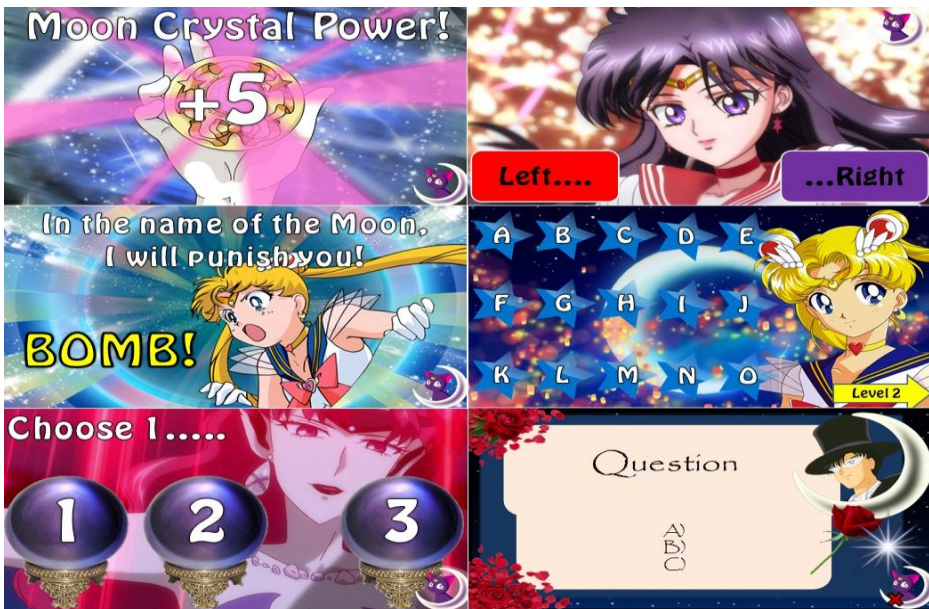 Moon Crystal Power!
+5
Left....
...Right
In the name of the Moon,
I will punish you!
BOMB!
A B C D E
F G H I J
K L M N O
Level 2
Choose 1.....
1 2 3
Question
A)
B)
C)